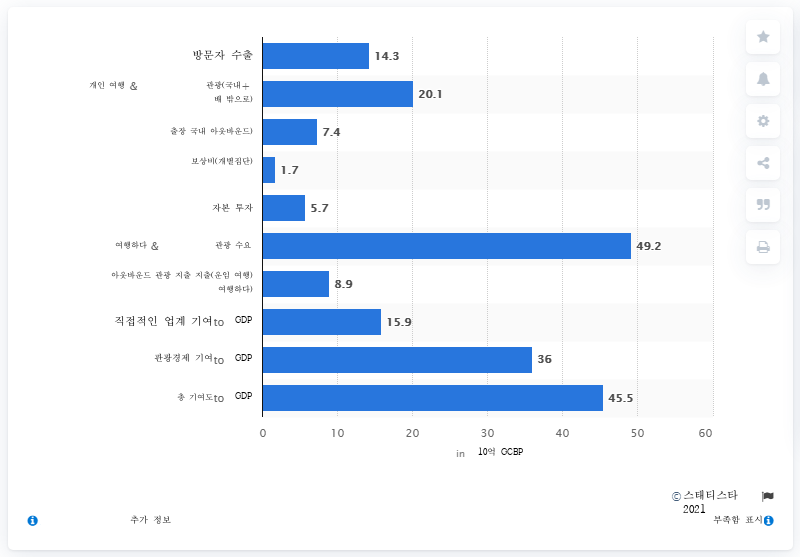 방문자 수출
14.3
개인 여행 & 관광(국내+
배 밖으로)
20.1
출장 국내 아웃바운드)
7.4
보상비(개별집단)
1.7
자본 투자
5.7
여행하다 & 관광 수요
49.2
아웃바운드 관광 지출 지출(운임 여행)
여행하다)
8.9
직접적인 업계 기여to GDP
15.9
관광경제 기여to GDP
36
총 기여도to GDP
45.5
0 10 20 30 40 50 60
in 10억 GCBP
© 스태티스타
2021
추가 정보
부족함 표시